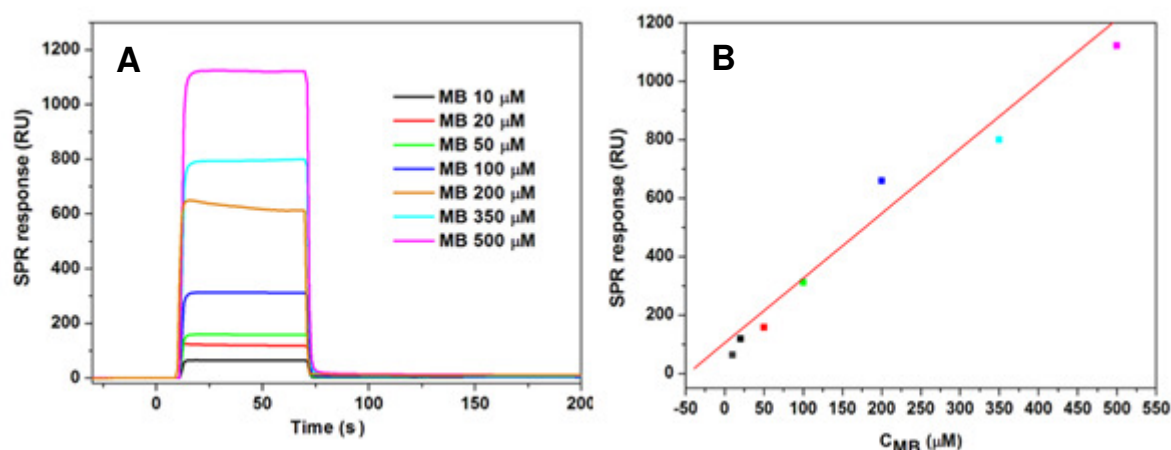 A
SPR response (RU)
1200
1000
800
600
400
200
0
MB 10 μM
MB 20 μM
MB 50 μM
MB 100 μM
MB 200 μM
MB 350 μM
MB 500 μM
0 50 100 150 200
Time (s)
B
SPR response (RU)
1200
1000
800
600
400
200
0
-50 0 50 100 150 200 250 300 350 400 450 500 550
CMB (μM)